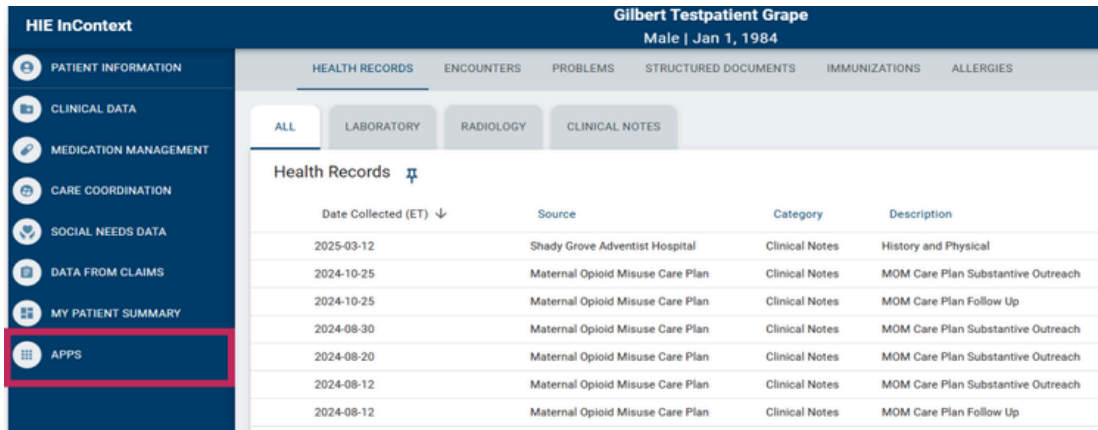 HIE InContext
Gilbert Testpatient Grape
Male | Jan 1, 1984
PATIENT INFORMATION
CLINICAL DATA
MEDICATION MANAGEMENT
CARE COORDINATION
SOCIAL NEEDS DATA
DATA FROM CLAIMS
MY PATIENT SUMMARY
APPS
HEALTH RECORDS ENCOUNTERS PROBLEMS STRUCTURED DOCUMENTS IMMUNIZATIONS ALLERGIES
ALL LABORATORY RADIOLOGY CLINICAL NOTES
Health Records
Date Collected (ET) ↓ Source Category Description
2025-03-12 Shady Grove Adventist Hospital Clinical Notes History and Physical
2024-10-25 Maternal Opioid Misuse Care Plan Clinical Notes MOM Care Plan Substantive Outreach
2024-10-25 Maternal Opioid Misuse Care Plan Clinical Notes MOM Care Plan Follow Up
2024-08-30 Maternal Opioid Misuse Care Plan Clinical Notes MOM Care Plan Substantive Outreach
2024-08-20 Maternal Opioid Misuse Care Plan Clinical Notes MOM Care Plan Substantive Outreach
2024-08-12 Maternal Opioid Misuse Care Plan Clinical Notes MOM Care Plan Substantive Outreach
2024-08-12 Maternal Opioid Misuse Care Plan Clinical Notes MOM Care Plan Follow Up